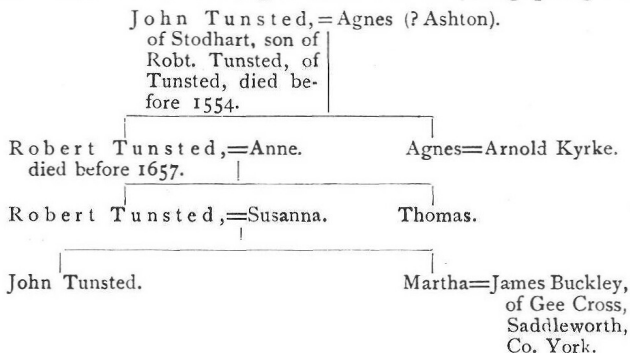 John Tunsted,=Agnes (? Ashton).
of Stodhart, son of
Robt. Tunsted, of
Tunsted, died be-
fore 1554.
Robert Tunsted,=Anne.
died before 1657.
Agnes=Arnold Kyrke.
Robert Tunsted,=Susanna.
Thomas.
John Tunsted.
Martha=James Buckley,
of Gee Cross,
Saddleworth,
Co. York.